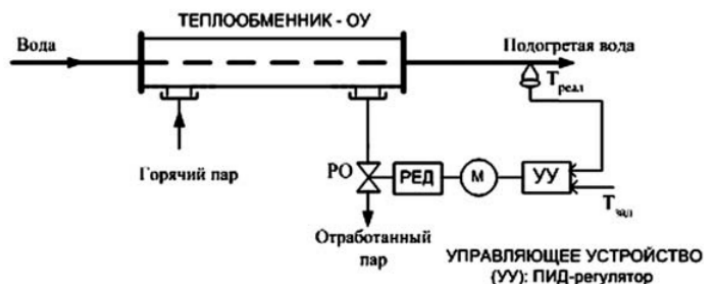 ТЕПЛООБМЕННИК - ОУ
Вода
Подогретая вода
Tреал
Горячий пар
РО
РЕД
М
УУ
Tзад
Отработанный
пар
УПРАВЛЯЮЩЕЕ УСТРОЙСТВО
(УУ): ПИД-регулятор